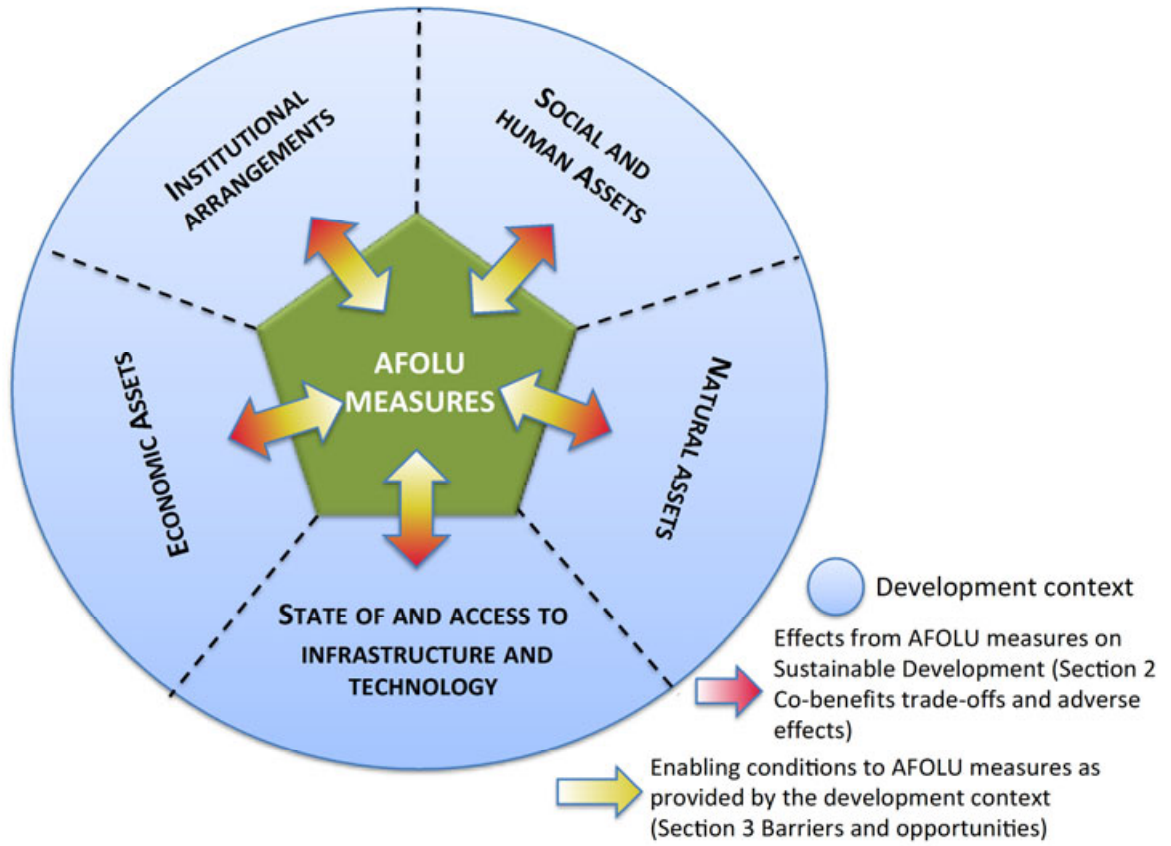 INSTITUTIONAL
ARRANGEMENTS
SOCIAL AND
HUMAN ASSETS
AFOLU
MEASURES
ECONOMIC ASSETS
NATURAL ASSETS
STATE OF AND ACCESS TO
INFRASTRUCTURE AND
TECHNOLOGY
Development context
Effects from AFOLU measures on
Sustainable Development (Section 2
Co-benefits trade-offs and adverse
effects)
Enabling conditions to AFOLU measures as
provided by the development context
(Section 3 Barriers and opportunities)